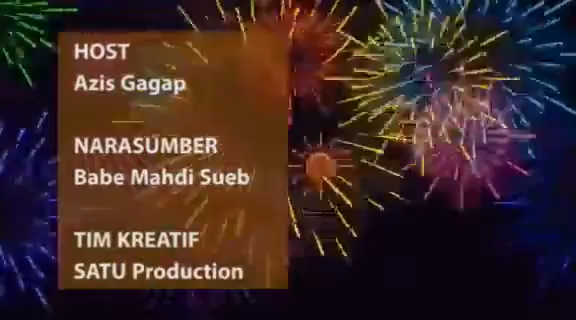 HOST
Azis Gagap
NARASUMBER
Babe Mahdi Sueb
TIM KREATIF
SATU Production